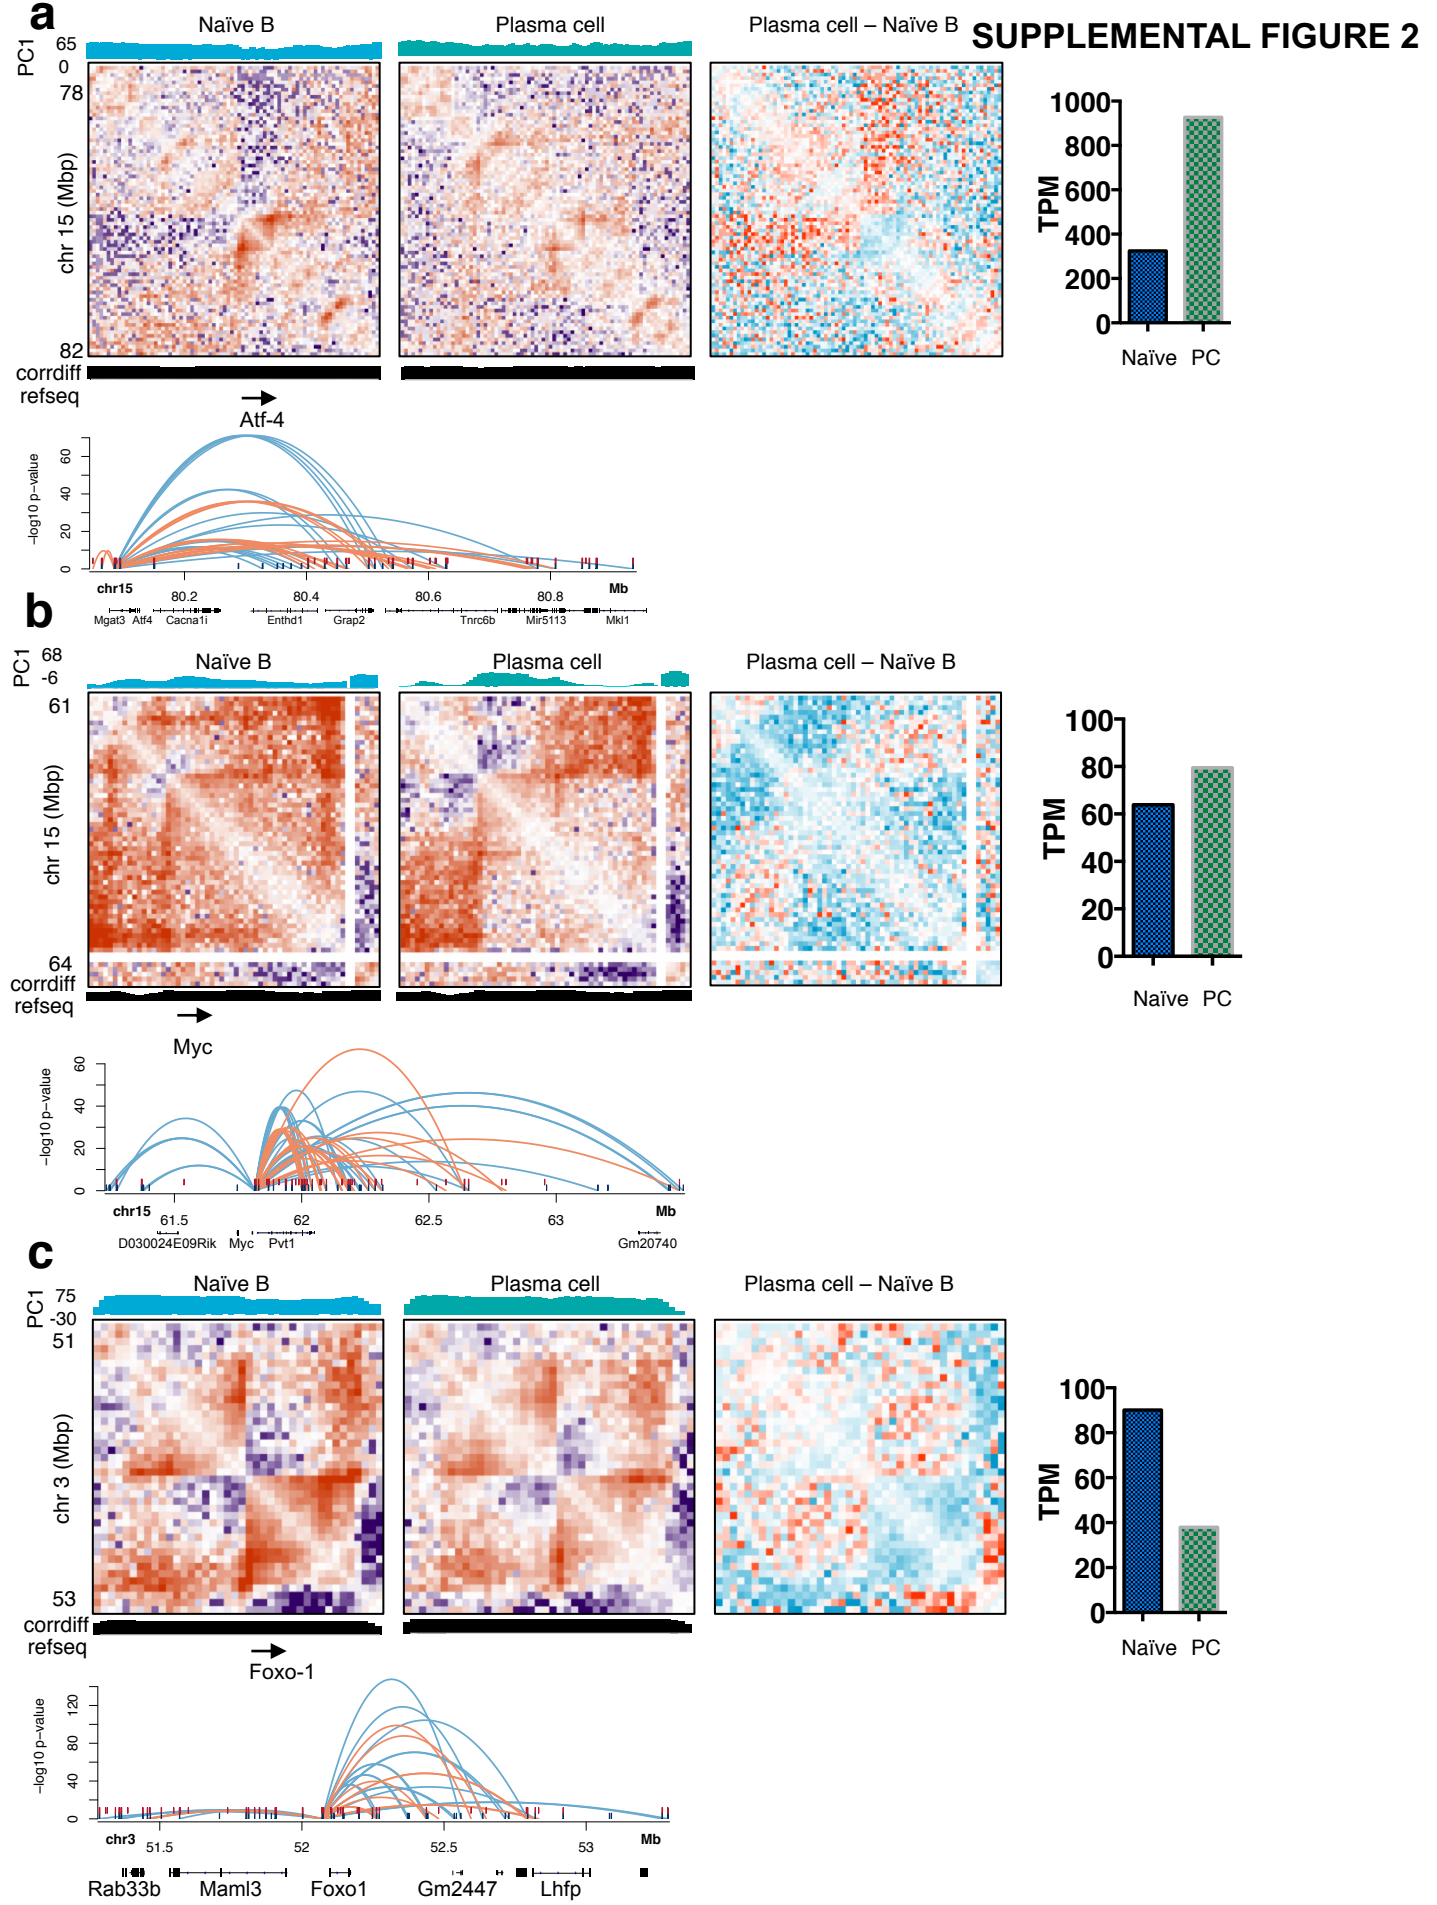 a
Naïve B
Plasma cell
Plasma cell – Naïve B
SUPPLEMENTAL FIGURE 2
PC1
65
0
78
chr 15 (Mbp)
82
corrdiff
refseq
Atf-4
1000
800
600
400
200
0
TPM
Naïve PC
−log10 p−value
60
40
20
0
chr15
80.2
80.4
80.6
80.8
Mb
Mgat3 Atf4 Cacna1i Enthd1 Grap2 Tnrc6b Mir5113 Mkl1
b
Naïve B
Plasma cell
Plasma cell – Naïve B
PC1
68
-6
61
chr 15 (Mbp)
64
corrdiff
refseq
Myc
100
80
60
40
20
0
TPM
Naïve PC
−log10 p−value
60
40
20
0
chr15
61.5
62
62.5
63
Mb
D030024E09Rik Myc Pvt1 Gm20740
c
Naïve B
Plasma cell
Plasma cell – Naïve B
PC1
75
-30
51
chr 3 (Mbp)
53
corrdiff
refseq
Foxo-1
100
80
60
40
20
0
TPM
Naïve PC
−log10 p−value
120
80
40
0
chr3
51.5
52
52.5
53
Mb
Rab33b Maml3 Foxo1 Gm2447 Lhfp